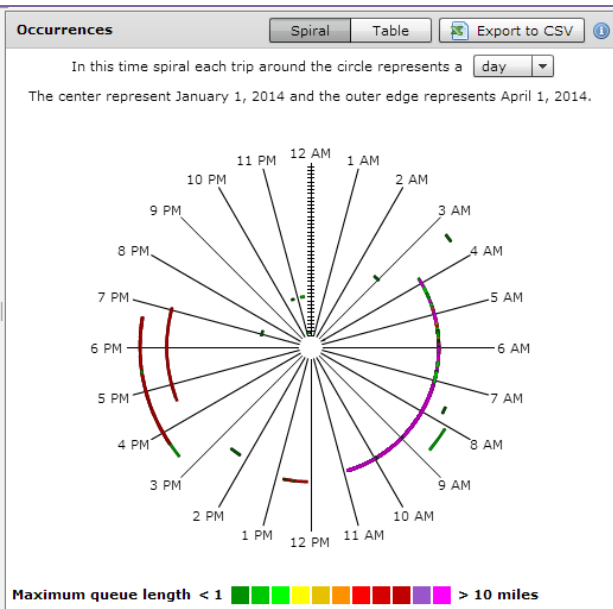 Occurrences Spiral Table Export to CSV
In this time spiral each trip around the circle represents a day
The center represent January 1, 2014 and the outer edge represents April 1, 2014.
12 AM
11 PM 1 AM
10 PM 2 AM
9 PM 3 AM
8 PM 4 AM
7 PM 5 AM
6 PM 6 AM
5 PM 7 AM
4 PM 8 AM
3 PM 9 AM
2 PM 10 AM
1 PM 11 AM
12 PM
Maximum queue length < 1 > 10 miles